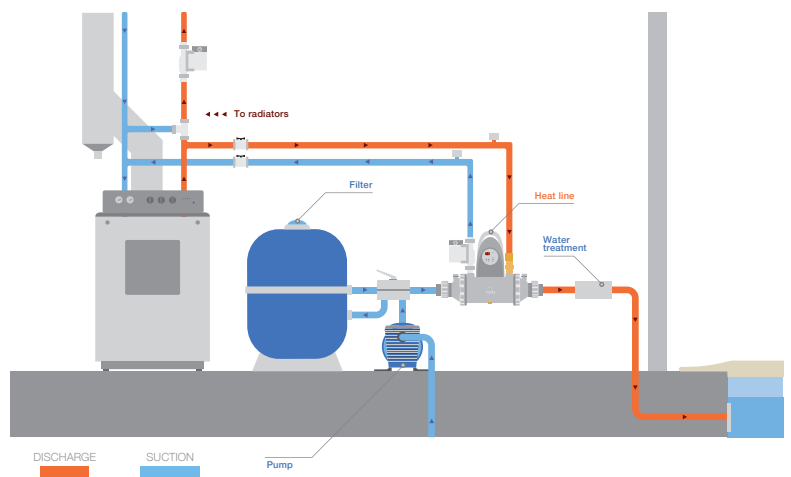 ◄ ◄ ◄ To radiators
Filter
Heat line
Water
treatment
DISCHARGE
SUCTION
Pump